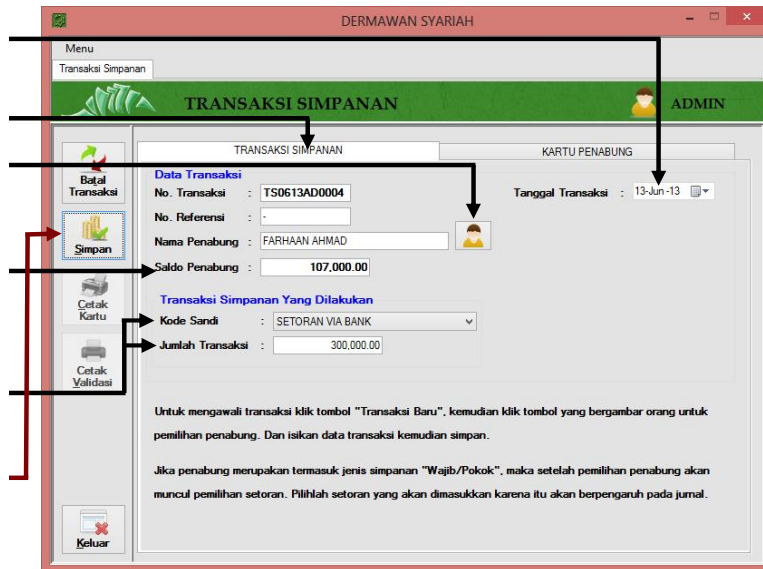 DERMAWAN SYARIAH
Menu
Transaksi Simpanan
TRANSAKSI SIMPANAN
ADMIN
Batal
Transaksi
Simpan
Cetak
Kartu
Cetak
Validasi
Keluar
TRANSAKSI SIMPANAN
KARTU PENABUNG
Data Transaksi
No. Transaksi : TS0613AD0004
Tanggal Transaksi : 13-Jun -13
No. Referensi : -
Nama Penabung : FARHAAN AHMAD
Saldo Penabung : 107,000.00
Transaksi Simpanan Yang Dilakukan
Kode Sandi : SETORAN VIA BANK
Jumlah Transaksi : 300,000.00
Untuk mengawali transaksi klik tombol "Transaksi Baru", kemudian klik tombol yang bergambar orang untuk
pemilihan penabung. Dan isikan data transaksi kemudian simpan.
Jika penabung merupakan termasuk jenis simpanan "Wajib/Pokok", maka setelah pemilihan penabung akan
muncul pemilihan setoran. Pilihlah setoran yang akan dimasukkan karena itu akan berpengaruh pada jurnal.